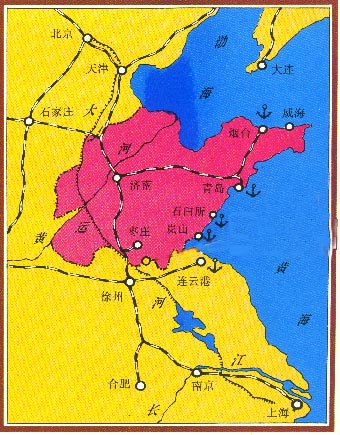 北京
渤
天津
大连
海
石家庄
大
威海
烟台
河
济南
青岛
石臼所
运
岚山
黄
枣庄
黄
连云港
徐州
河
海
江
合肥
南京
长
上海